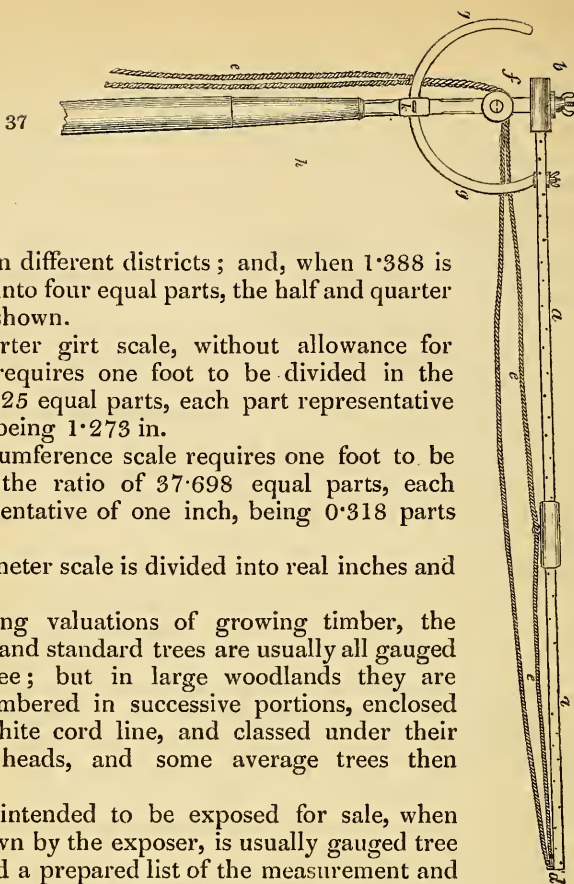 37
g
b
f
e
k
h
g
a
n different districts; and, when 1·388 is
nto four equal parts, the half and quarter
shown.
rter girt scale, without allowance for
requires one foot to be divided in the
25 equal parts, each part representative
being 1·273 in.
e
umference scale requires one foot to be
the ratio of 37·698 equal parts, each
sentative of one inch, being 0·318 parts
neter scale is divided into real inches and
ng valuations of growing timber, the
and standard trees are usually all gauged
ee; but in large woodlands they are
mbered in successive portions, enclosed
hite cord line, and classed under their
heads, and some average trees then
e
a
intended to be exposed for sale, when
wn by the exposer, is usually gauged tree
d a prepared list of the measurement and
d